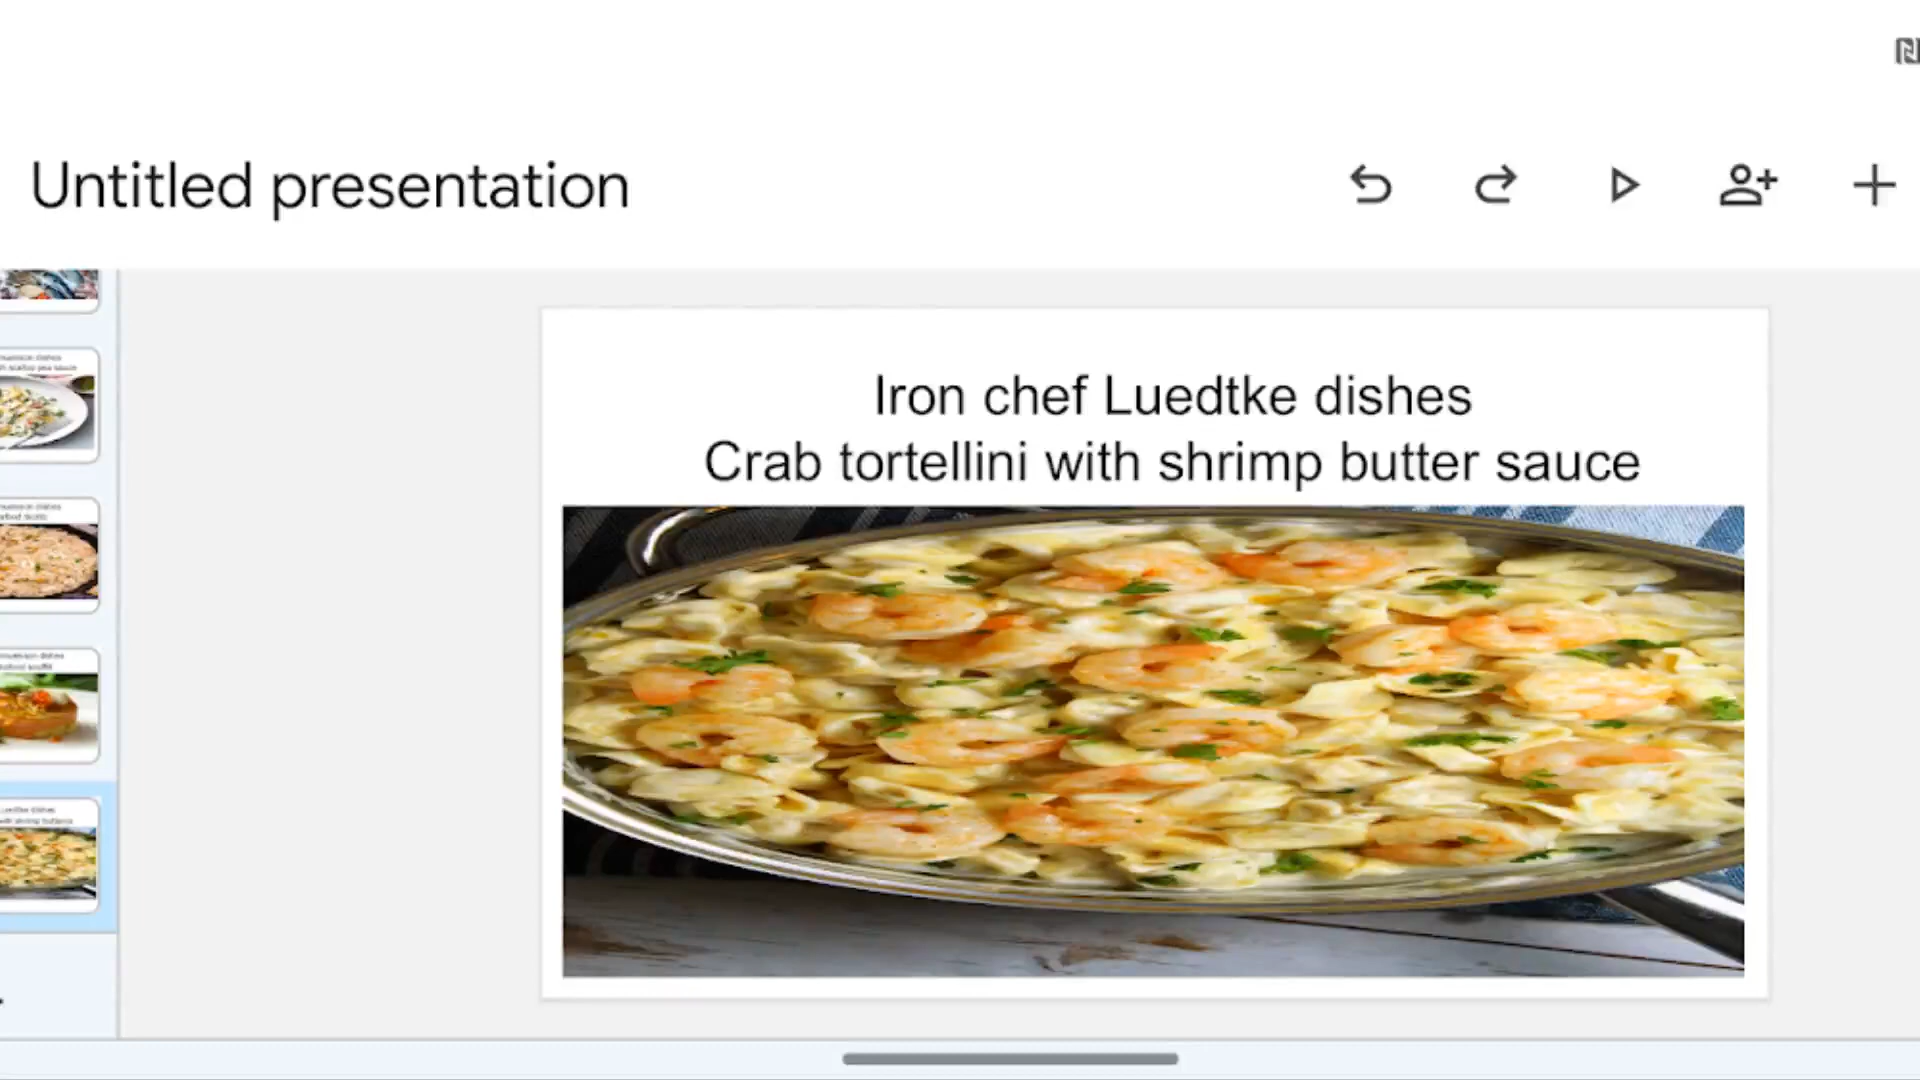 Untitled presentation
Iron chef Luedtke dishes
Crab tortellini with shrimp butter sauce